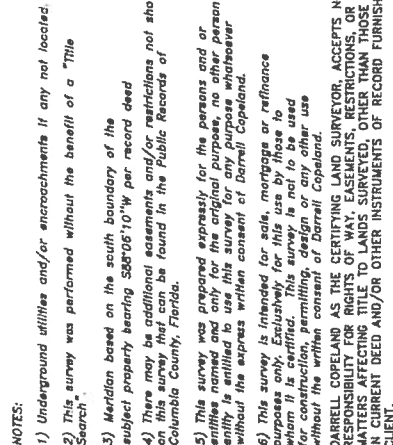 NOTES:
1) Underground utilities and/or encroachments if any not located.
2) This survey was performed without the benefit of a "Title
Search".
3) Meridian based on the south boundary of the
subject property bearing S88°05'10"W per record deed
4) There may be additional easements and/or restrictions not sho
on this survey that can be found in the Public Records of
Columbia County, Florida.
5) This survey was prepared expressly for the persons and or
entities named and only for the original purpose, no other person
entity is entitled to use this survey for any purpose whatsoever
without the express written consent of Darrell Copeland.
6) This survey is intended for sale, mortgage or refinance
purposes only. Exclusively for this use by those to
whom it is certified. This survey is not to be used
for construction, permitting, design or any other use
without the written consent of Darrell Copeland.
DARRELL COPELAND AS THE CERTIFYING LAND SURVEYOR, ACCEPTS N
RESPONSIBILITY FOR RIGHTS OF WAY, EASEMENTS, RESTRICTIONS, OR
MATTERS AFFECTING TITLE TO LANDS SURVEYED, OTHER THAN THOSE
CURRENT DEED AND/OR OTHER INSTRUMENTS OF RECORD FURNISH
CLIENT.